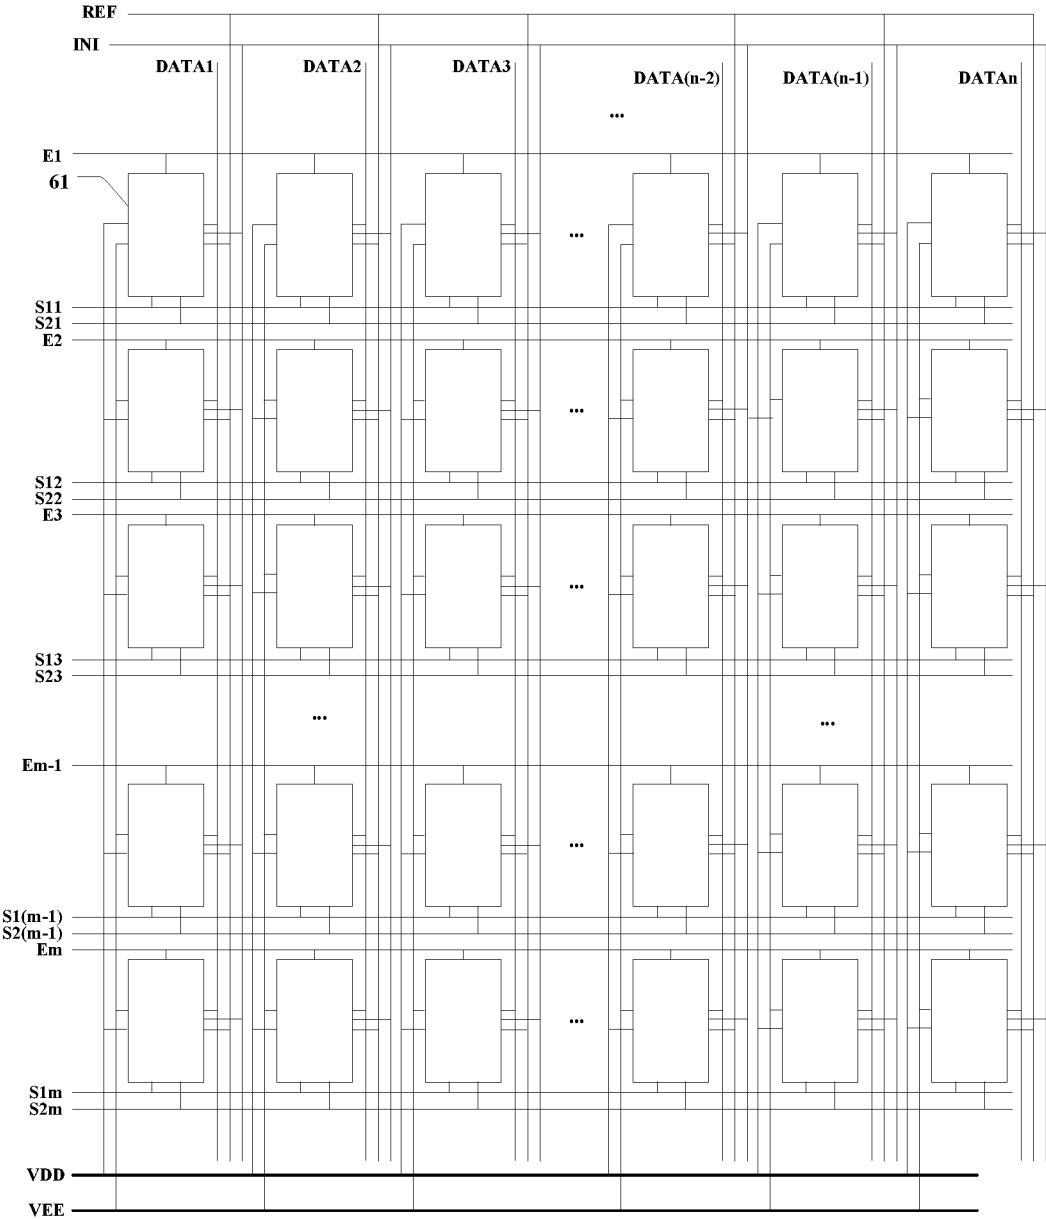 REF
INI
DATA1 DATA2 DATA3 DATA(n-2) DATA(n-1) DATAn
...
E1
61
...
S11
S21
E2
...
S12
S22
E3
...
S13
S23
... ...
Em-1
...
S1(m-1)
S2(m-1)
Em
...
S1m
S2m
VDD
VEE